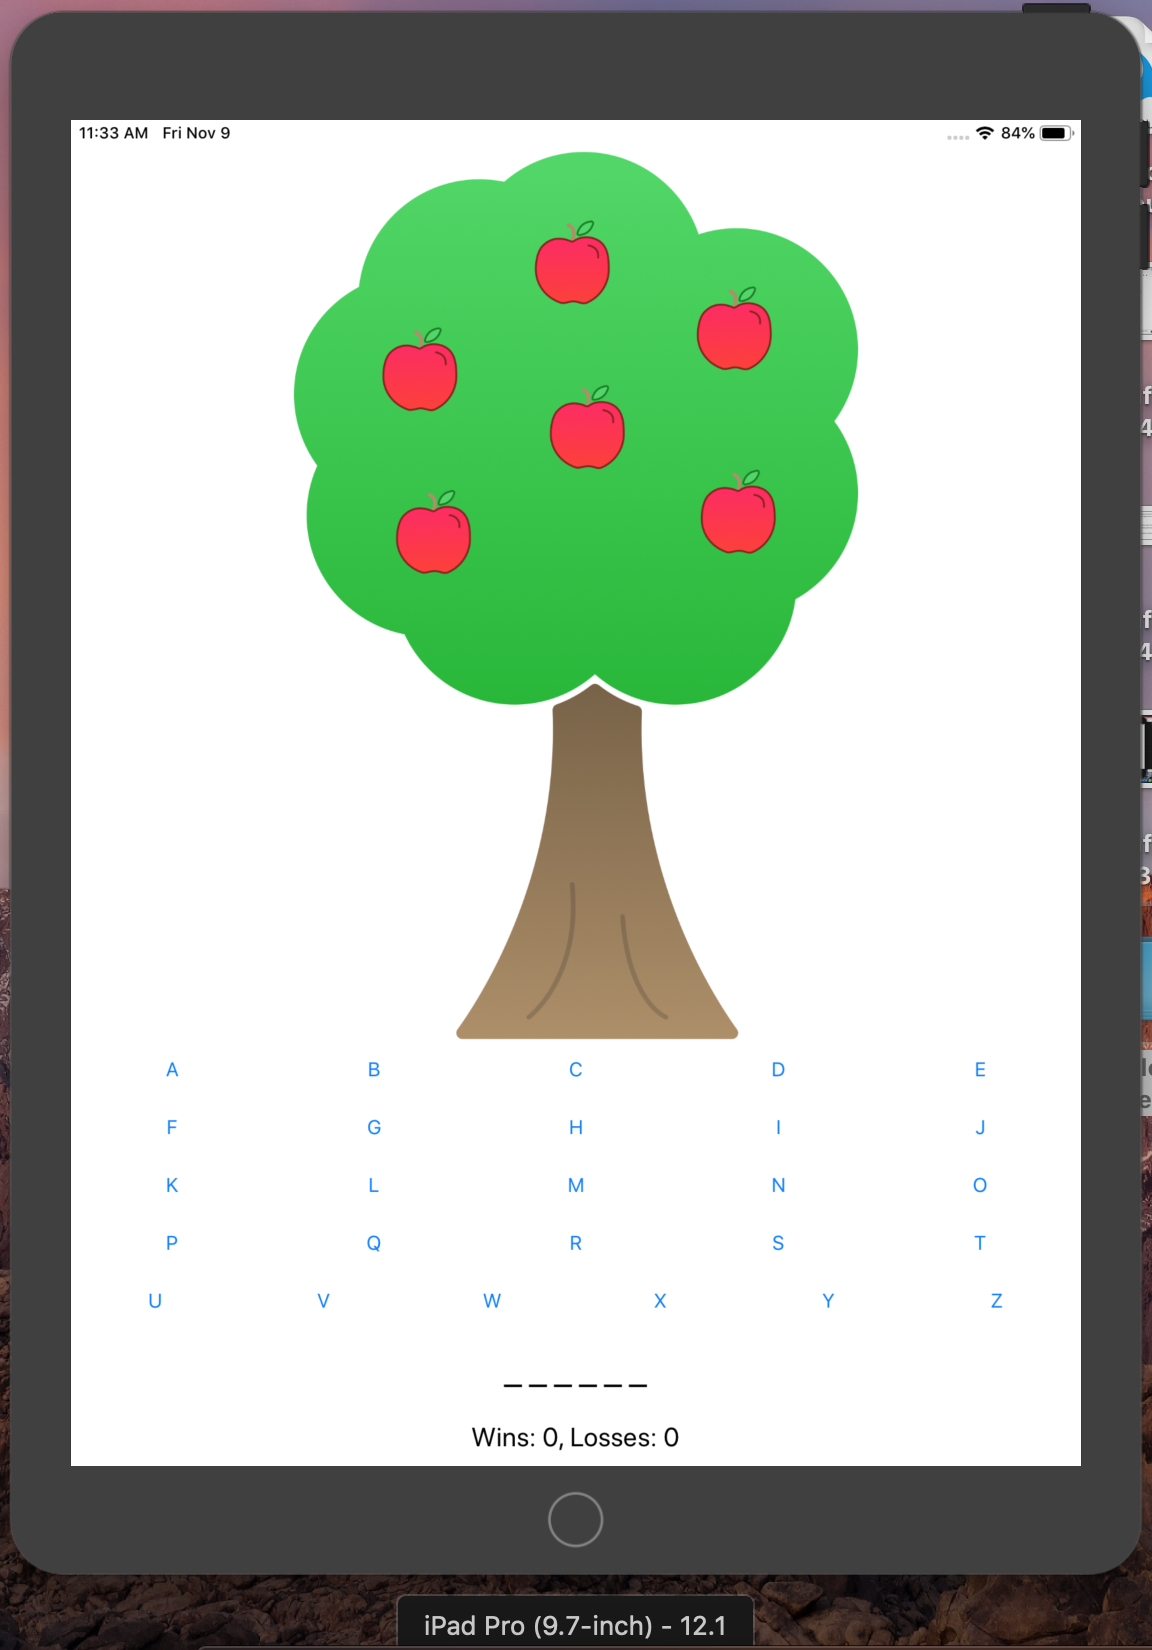 11:33 AM Fri Nov 9 84%
A B C D E
F G H I J
K L M N O
P Q R S T
U V W X Y Z
_ _ _ _ _ _
Wins: 0, Losses: 0
iPad Pro (9.7-inch) - 12.1